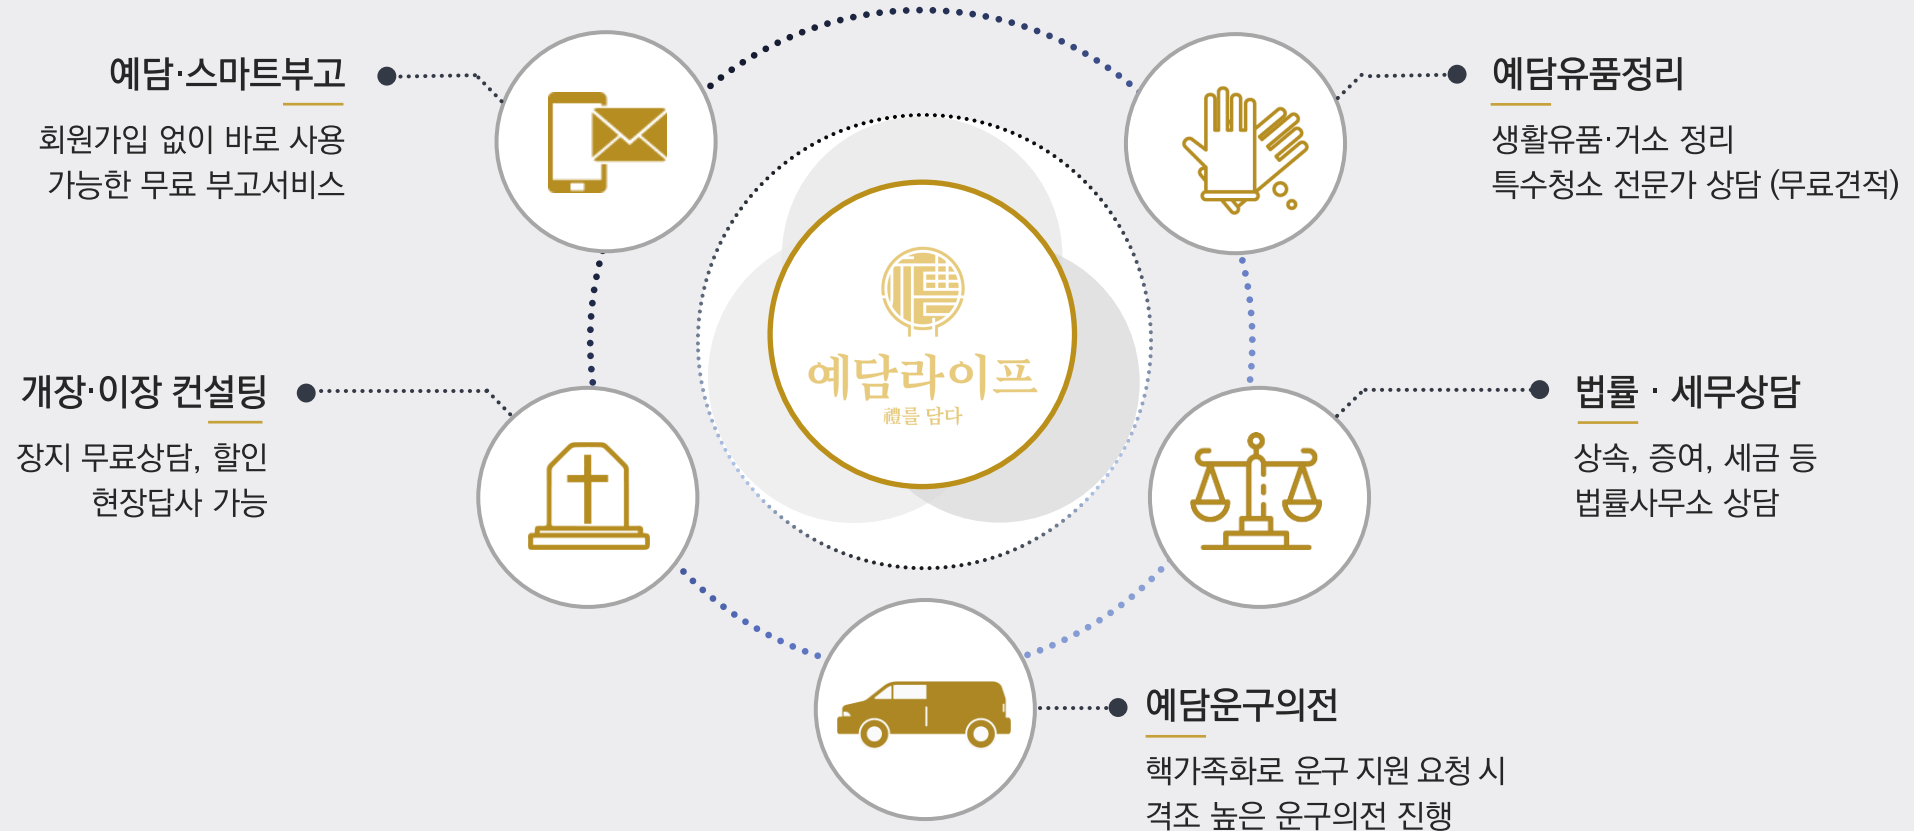 예담·스마트부고
회원가입 없이 바로 사용
가능한 무료 부고서비스
예담유품정리
생활유품·거소 정리
특수청소 전문가 상담 (무료견적)
예담라이프
禮를 담다
개장·이장 컨설팅
장지 무료상담, 할인
현장답사 가능
법률 · 세무상담
상속, 증여, 세금 등
법률사무소 상담
예담운구의전
핵가족화로 운구 지원 요청 시
격조 높은 운구의전 진행